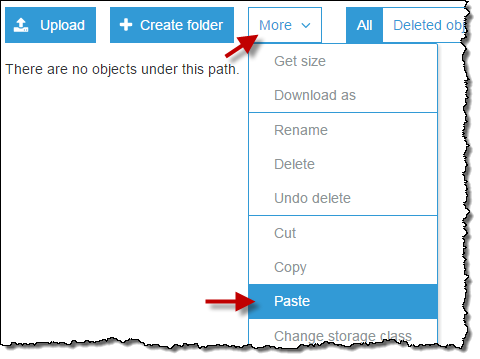 Upload Create folder More All Deleted obj
There are no objects under this path.
Get size
Download as
Rename
Delete
Undo delete
Cut
Copy
Paste
Change storage class